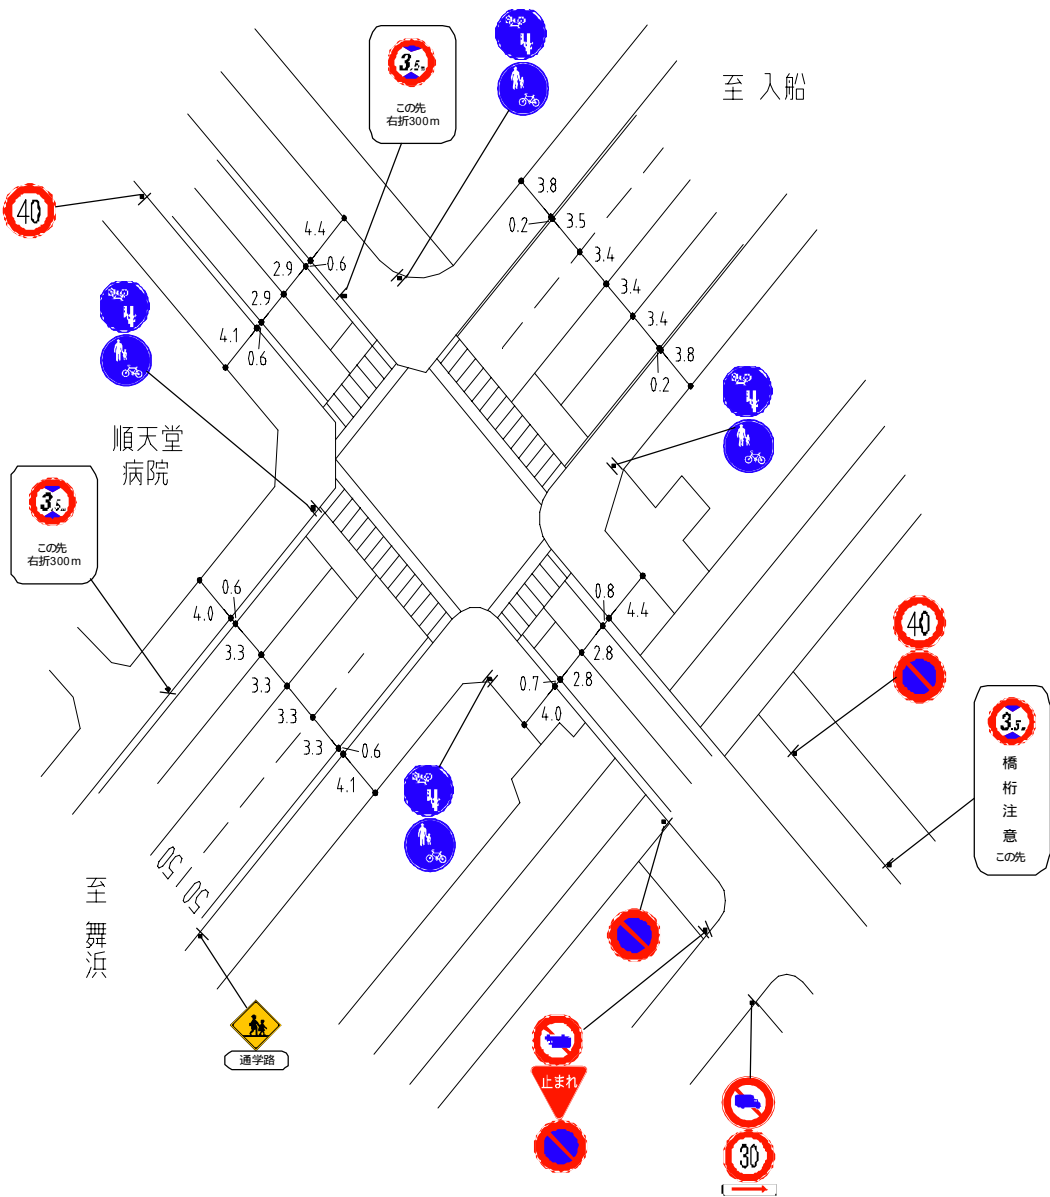 至 入船
3.5m
この先
右折300m
40
3.8
0.2
3.5
3.4
3.4
3.4
3.8
0.2
4.4
0.6
2.9
2.9
4.1
0.6
順天堂
病院
3.5m
この先
右折300m
0.6
4.0
3.3
3.3
3.3
3.3
0.6
4.1
0.8
4.4
2.8
2.8
0.7
4.0
40
3.5m
橋
桁
注
意
この先
50 150
至
舞
浜
通学路
止まれ
30